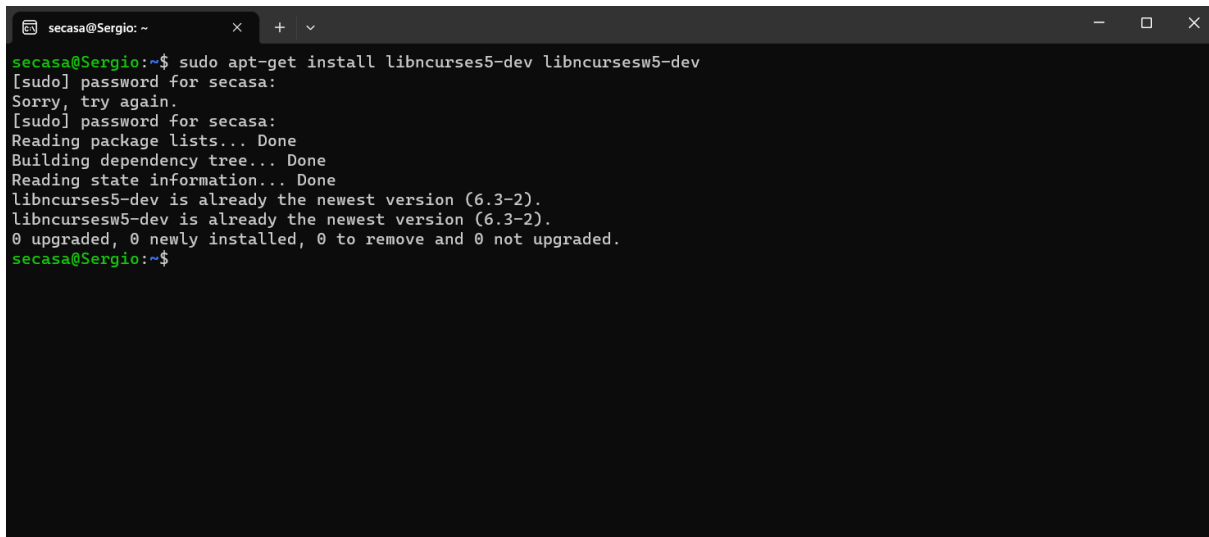 secasa@Sergio: ~
secasa@Sergio:~$ sudo apt-get install libncurses5-dev libncursesw5-dev
[sudo] password for secasa:
Sorry, try again.
[sudo] password for secasa:
Reading package lists... Done
Building dependency tree... Done
Reading state information... Done
libncurses5-dev is already the newest version (6.3-2).
libncursesw5-dev is already the newest version (6.3-2).
0 upgraded, 0 newly installed, 0 to remove and 0 not upgraded.
secasa@Sergio:~$